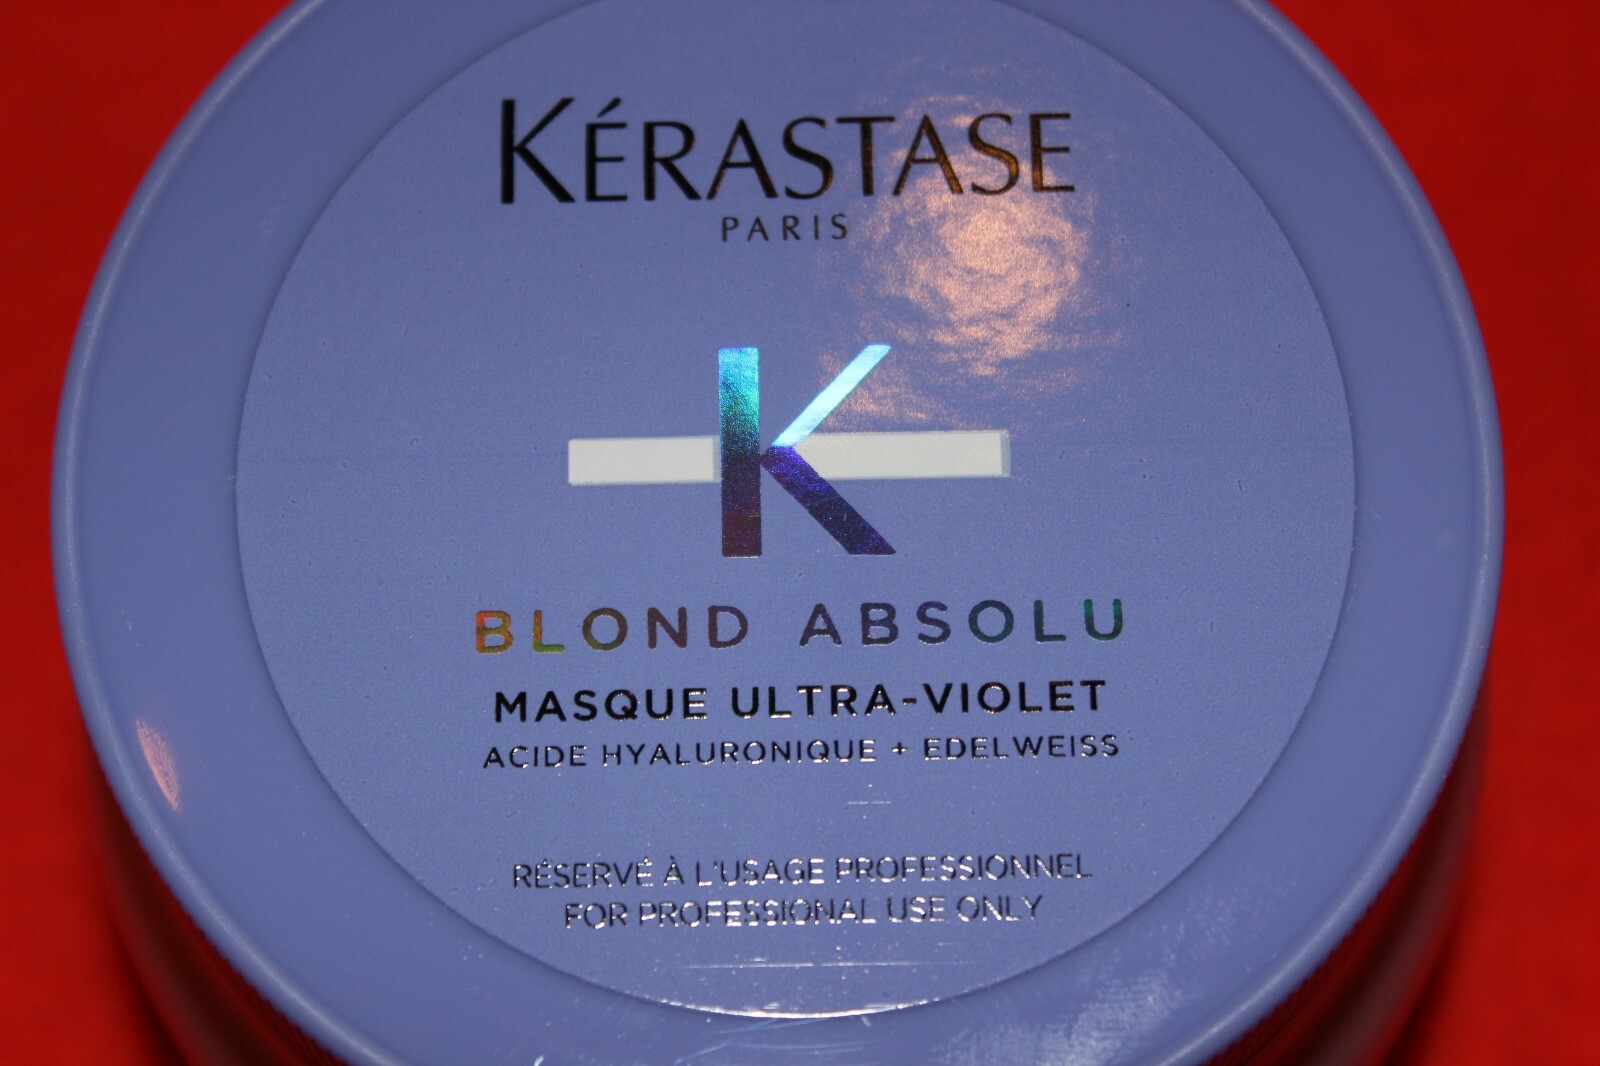 KÉRASTASE
PARIS
K
BLOND ABSOLU
MASQUE ULTRA-VIOLET
ACIDE HYALURONIQUE + EDELWEISS
RÉSERVÉ À L'USAGE PROFESSIONNEL
FOR PROFESSIONAL USE ONLY